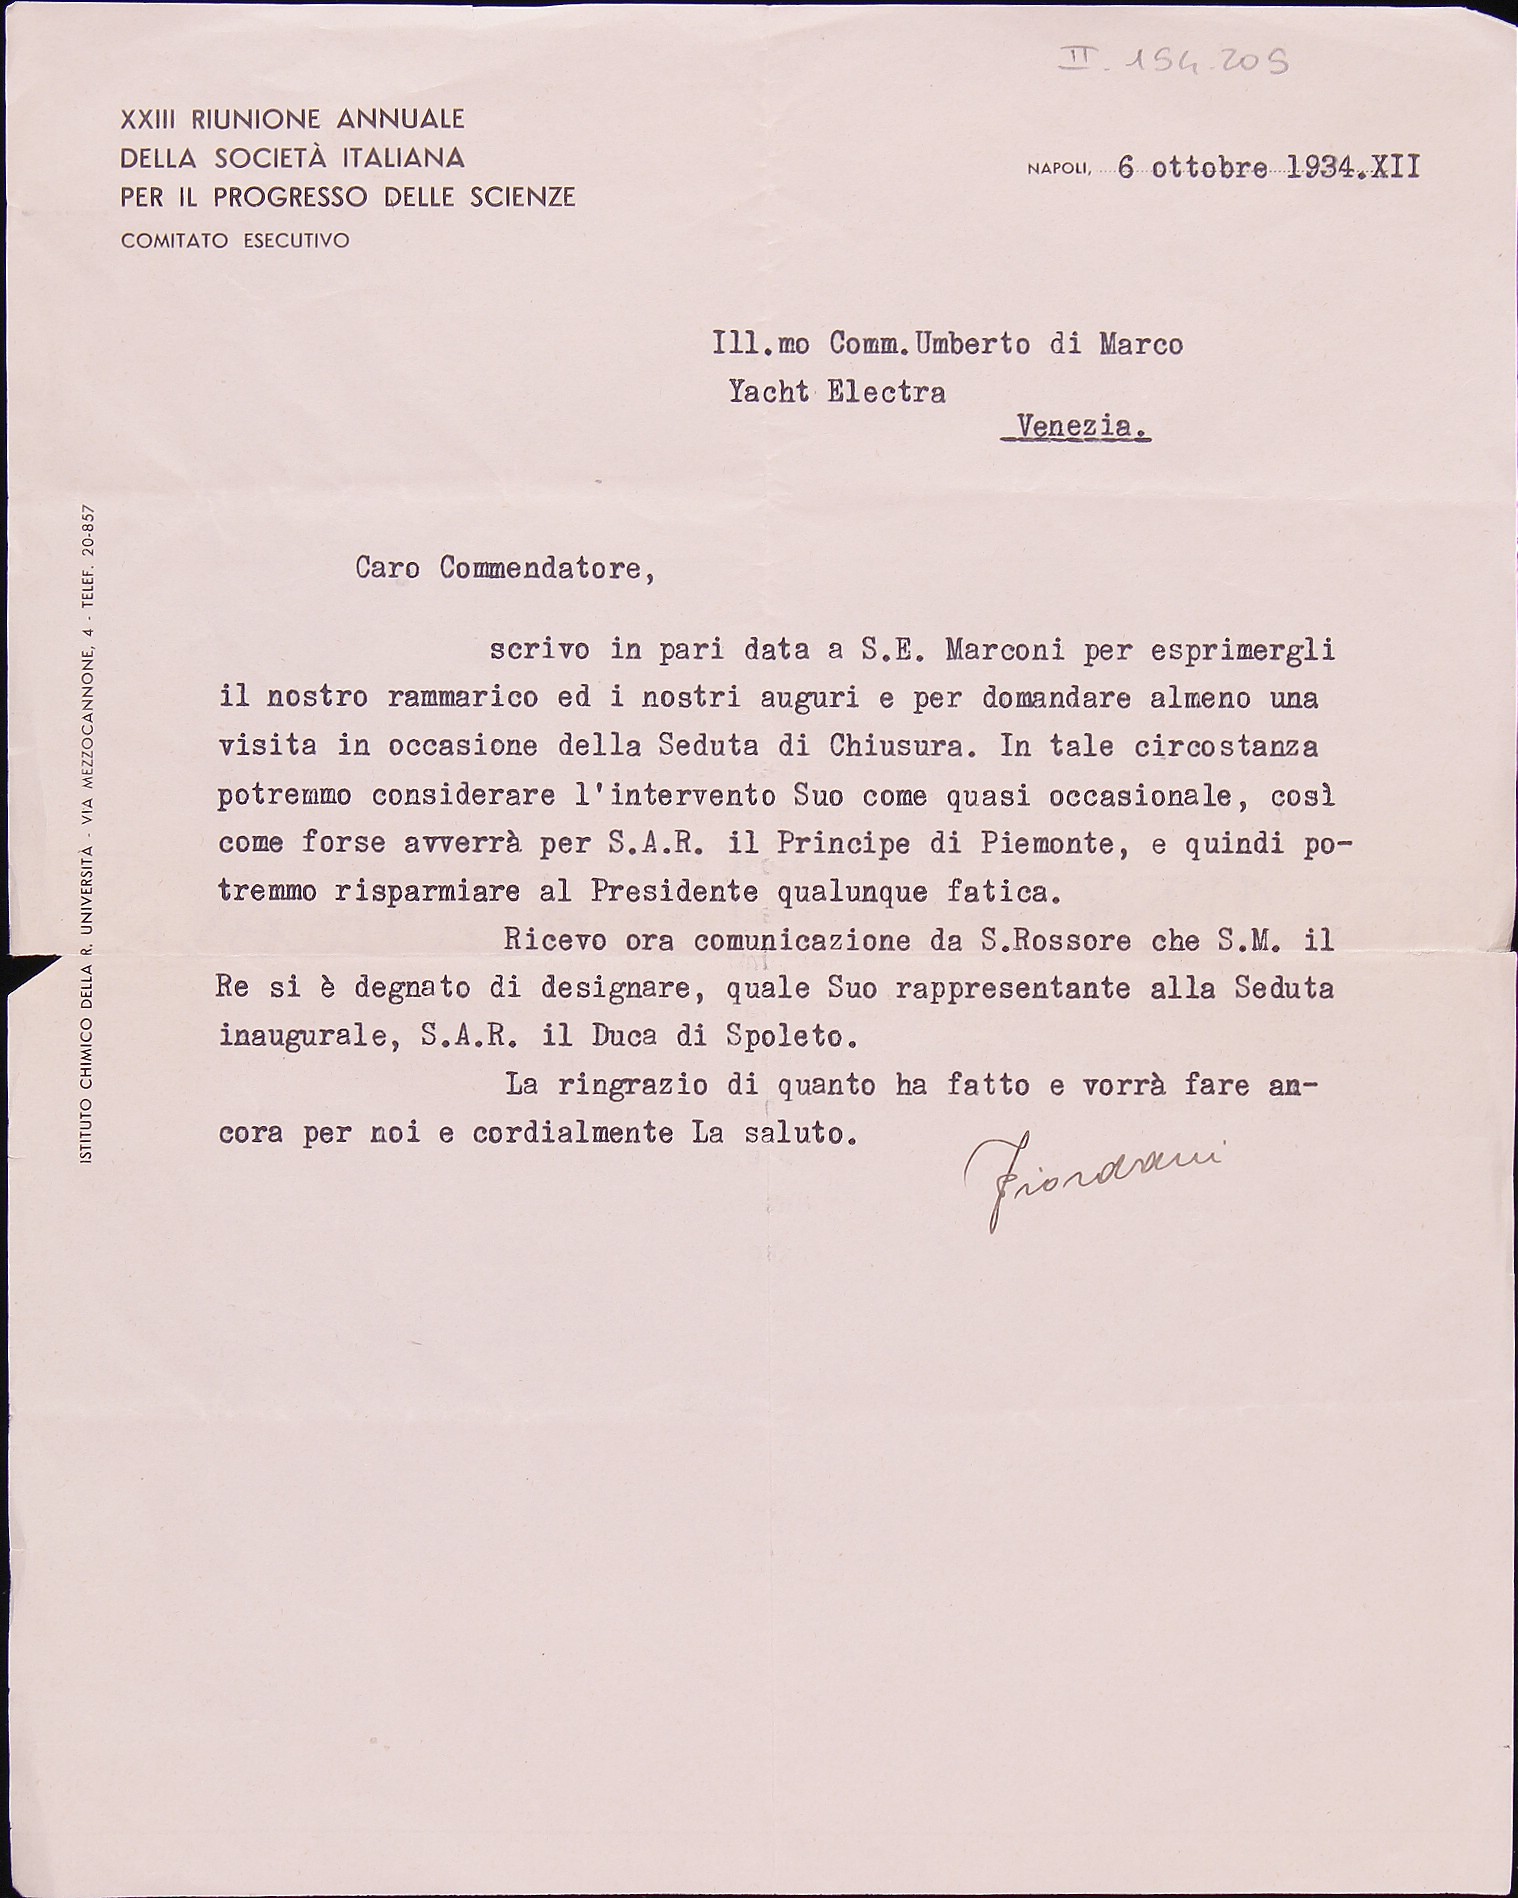 II. 154.205
XXIII RIUNIONE ANNUALE
DELLA SOCIETÀ ITALIANA
PER IL PROGRESSO DELLE SCIENZE
COMITATO ESECUTIVO
NAPOLI, 6 ottobre 1934.XII
Ill.mo Comm.Umberto di Marco
Yacht Electra
Venezia.
ISTITUTO CHIMICO DELLA R. UNIVERSITÀ - VIA MEZZOCANNONE, 4 - TELEF. 20-857
Caro Commendatore,
scrivo in pari data a S.E. Marconi per esprimergli
il nostro rammarico ed i nostri auguri e per domandare almeno una
visita in occasione della Seduta di Chiusura. In tale circostanza
potremmo considerare l'intervento Suo come quasi occasionale, così
come forse avverrà per S.A.R. il Principe di Piemonte, e quindi po-
tremmo risparmiare al Presidente qualunque fatica.
Ricevo ora comunicazione da S.Rossore che S.M. il
Re si è degnato di designare, quale Suo rappresentante alla Seduta
inaugurale, S.A.R. il Duca di Spoleto.
La ringrazio di quanto ha fatto e vorrà fare an-
cora per noi e cordialmente La saluto.
Fiordani